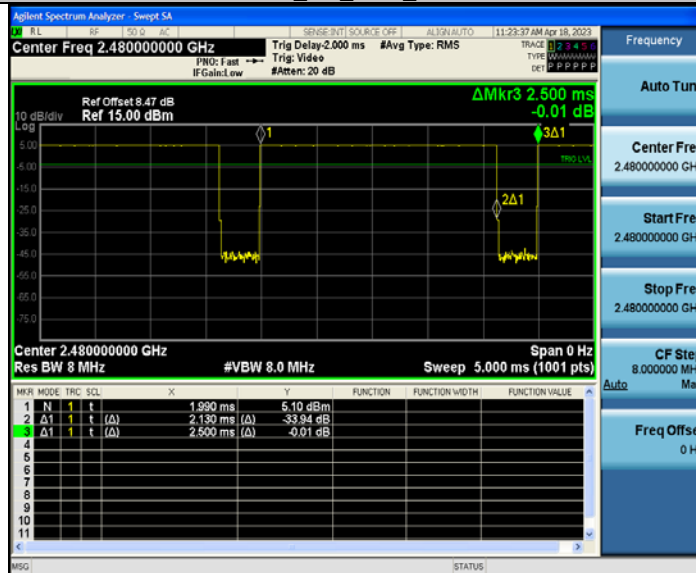 Agilent Spectrum Analyzer - Swept SA
RL RF 50 Ω AC SENSE:INT SOURCE OFF ALIGNAUTO 11:23:37 AM Apr 18, 2023
Center Freq 2.480000000 GHz
PNO: Fast
IFGain:Low
Trig Delay-2.000 ms
Trig: Video
#Atten: 20 dB
#Avg Type: RMS
TRACE 1 2 3 4 5 6
TYPE
DET P P P P P P
Ref Offset 8.47 dB
10 dB/div Ref 15.00 dBm
Log
ΔMkr3 2.500 ms
-0.01 dB
1
3Δ1
5.00
TRIG LVL
-5.00
-15.0
2Δ1
-25.0
-35.0
-45.0
-55.0
-65.0
-75.0
Center 2.480000000 GHz Span 0 Hz
Res BW 8 MHz #VBW 8.0 MHz Sweep 5.000 ms (1001 pts)
MKR MODE TRC SCL X Y FUNCTION FUNCTION WIDTH FUNCTION VALUE
1 N 1 t 1.990 ms 5.10 dBm
2 Δ1 1 t (Δ) 2.130 ms (Δ) -33.94 dB
3 Δ1 1 t (Δ) 2.500 ms (Δ) -0.01 dB
4
5
6
7
8
9
10
11
MSG STATUS
Frequency
Auto Tun
Center Fre
2.480000000 GH
Start Fre
2.480000000 GH
Stop Fre
2.480000000 GH
CF Ste
8.000000 MH
Auto Ma
Freq Offse
0 H